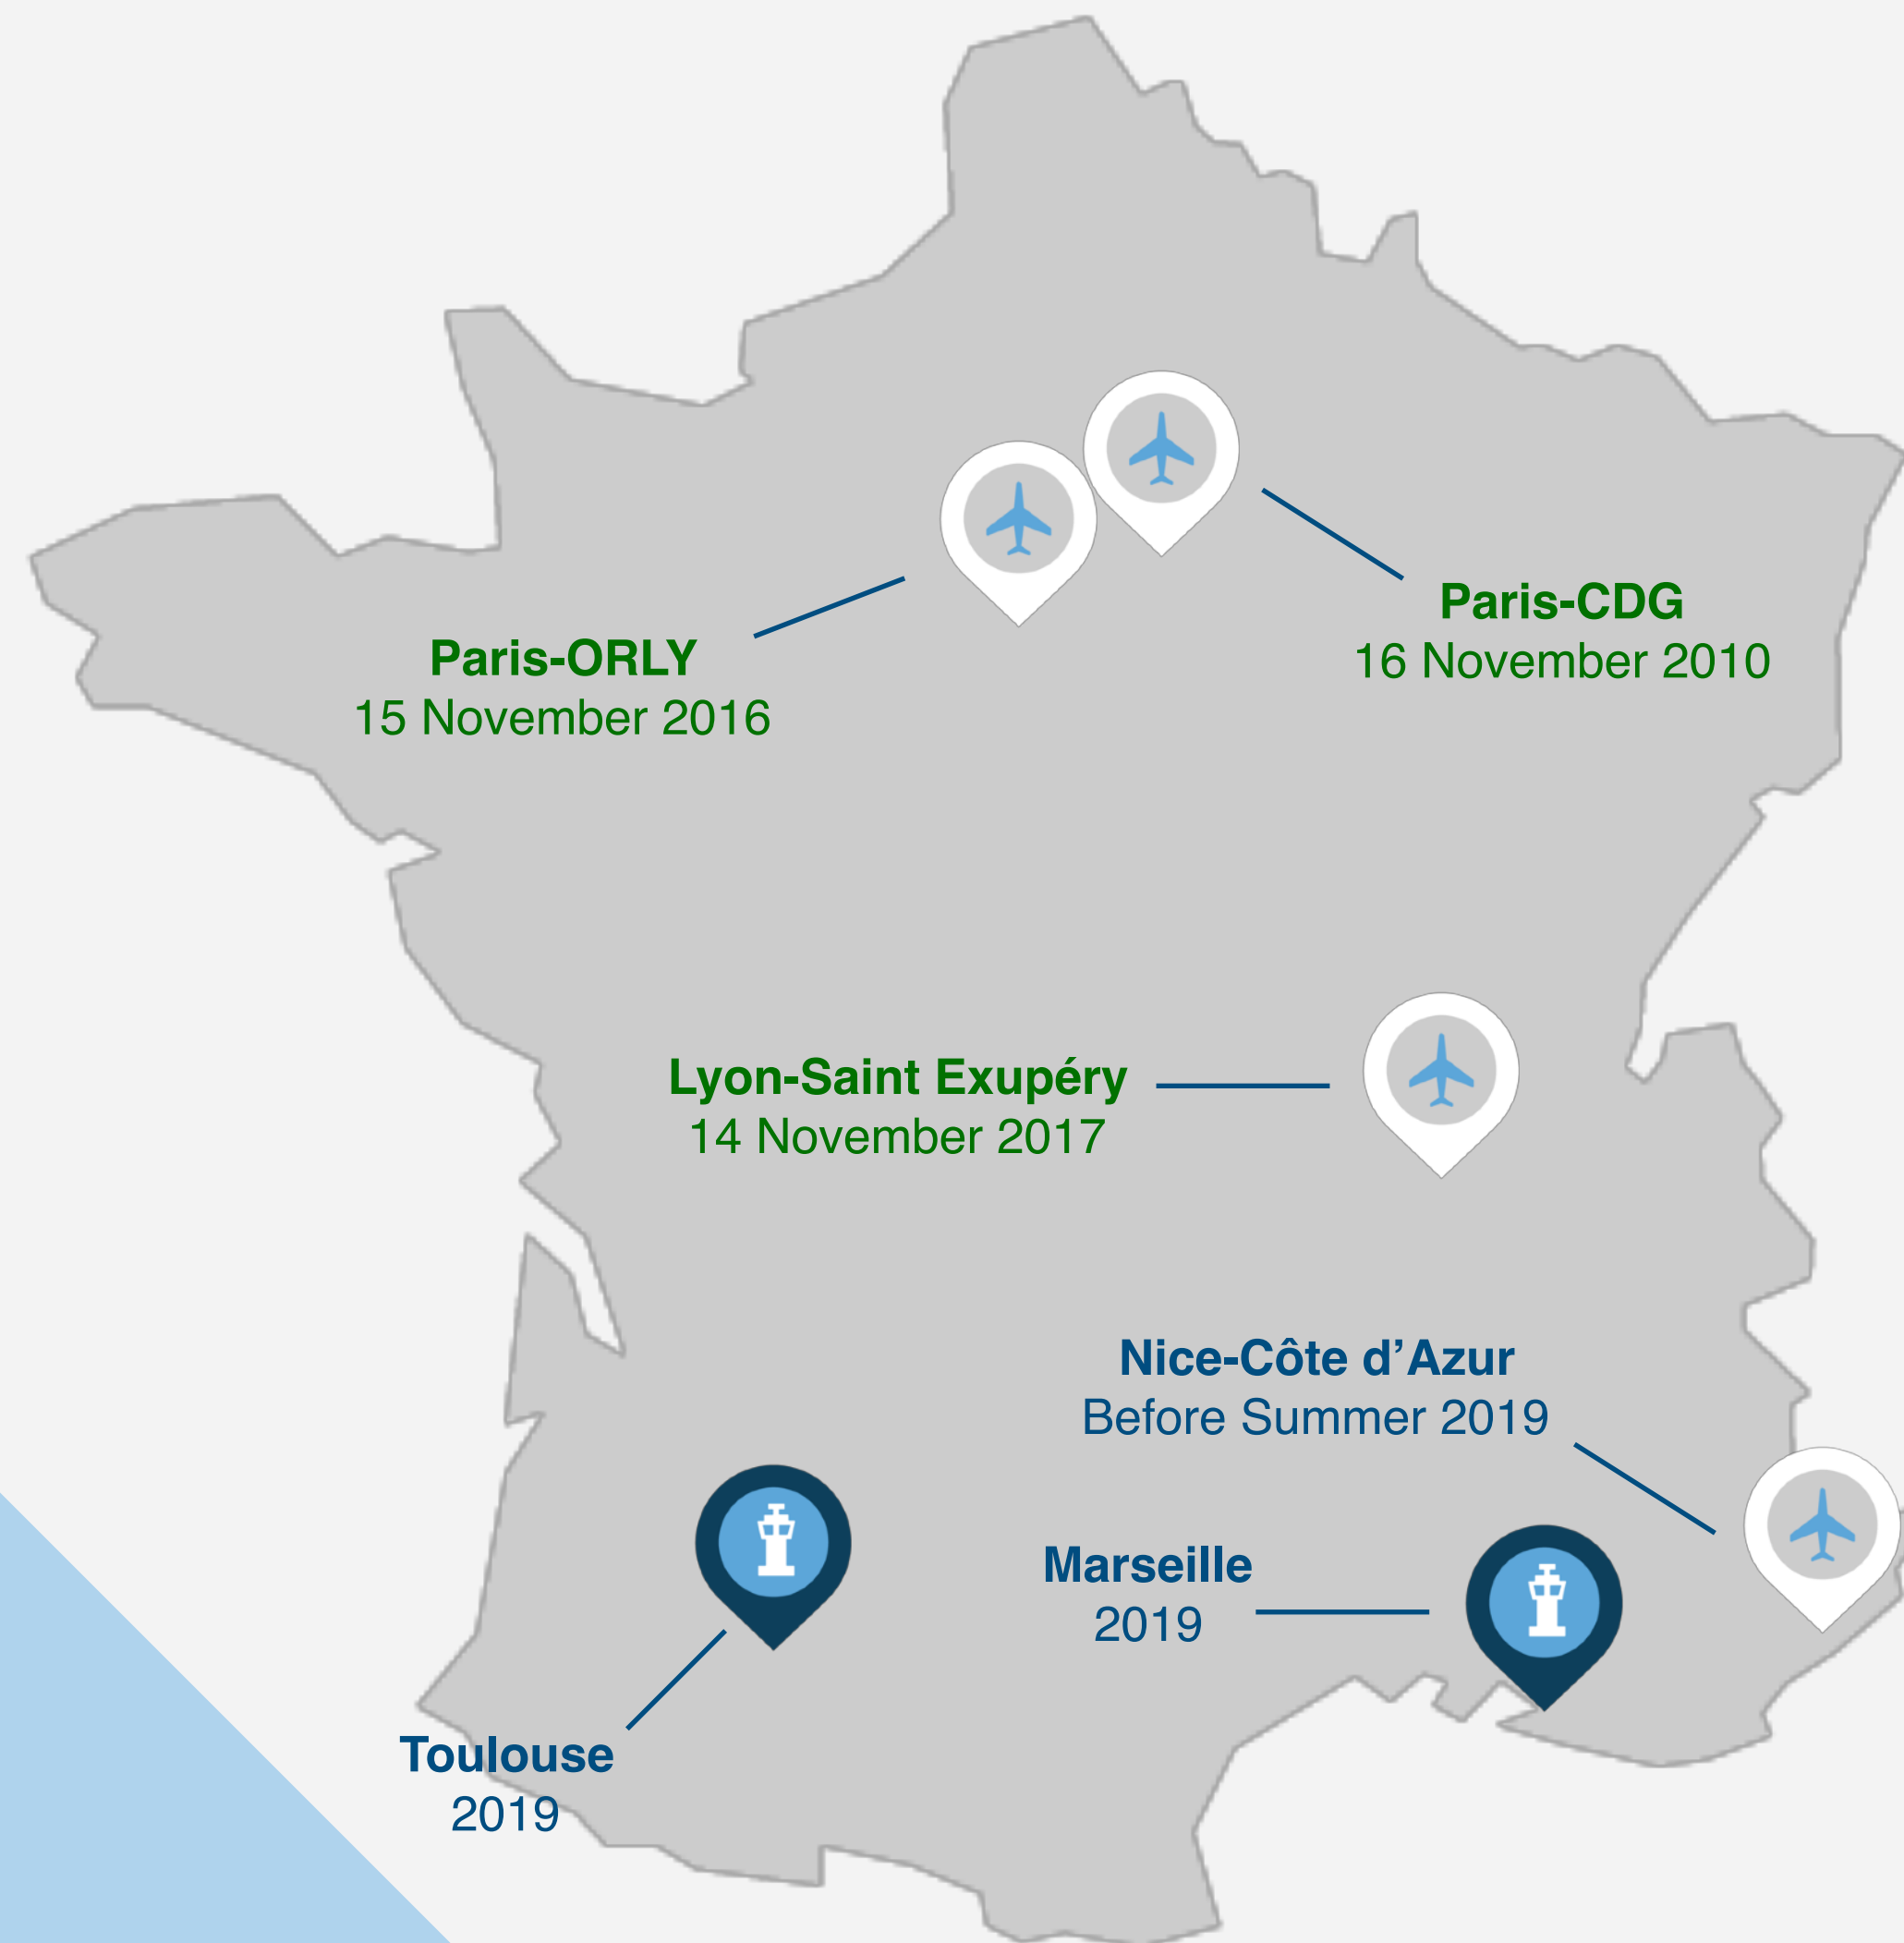 Paris-CDG
16 November 2010
Paris-ORLY
15 November 2016
Lyon-Saint Exupéry
14 November 2017
Nice-Côte d’Azur
Before Summer 2019
Marseille
2019
Toulouse
2019